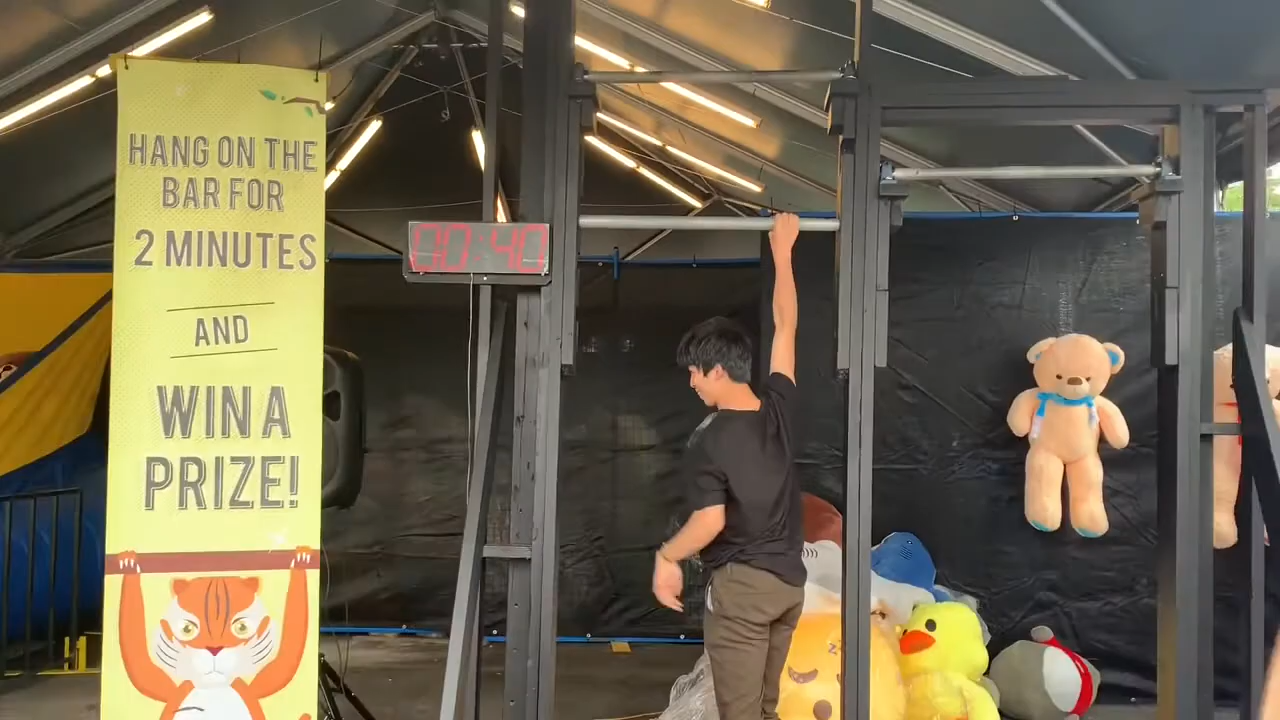 HANG ON THE
BAR FOR
2 MINUTES
AND
WIN A
PRIZE!
00:40